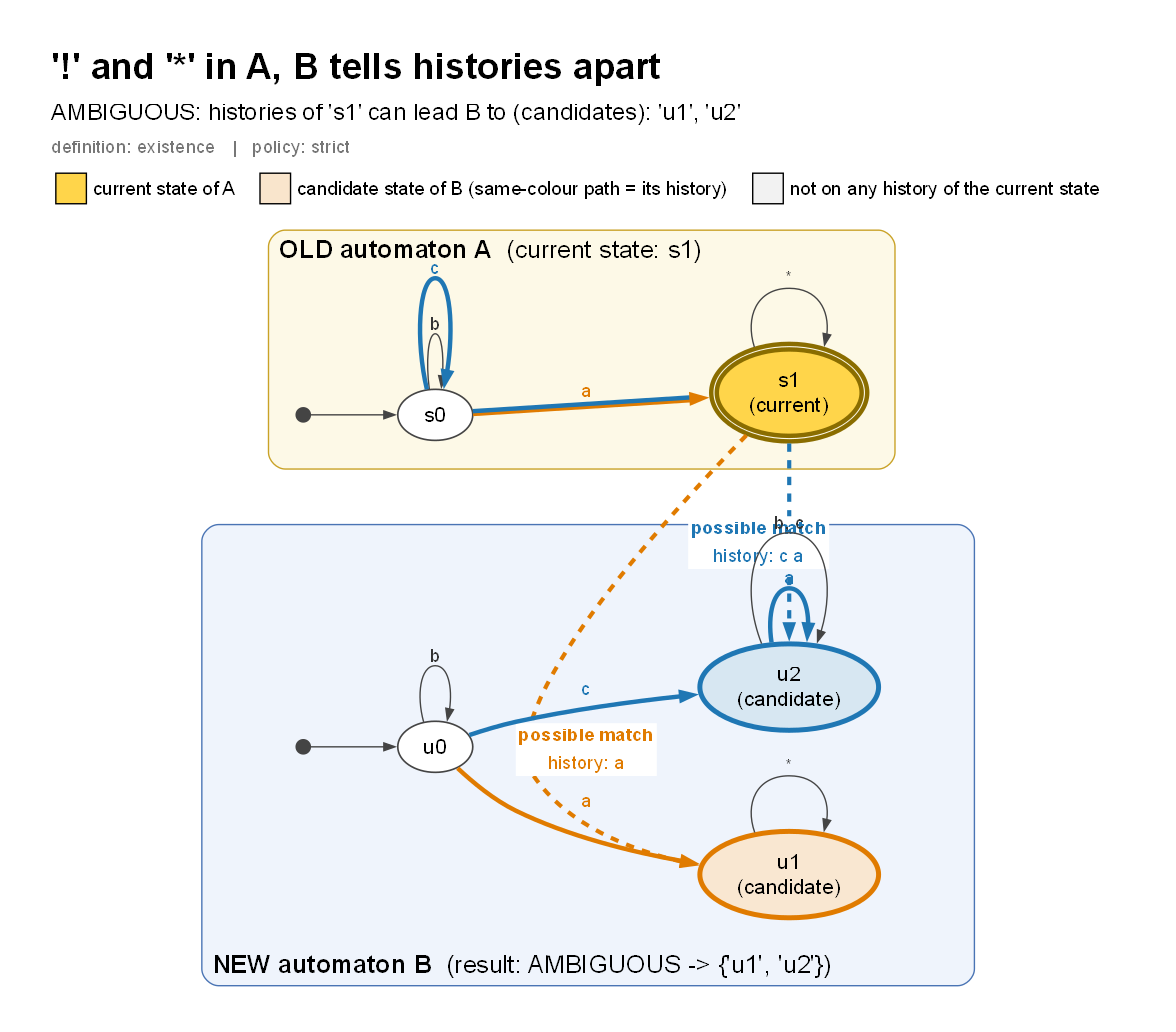 '!' and '*' in A, B tells histories apart
AMBIGUOUS: histories of 's1' can lead B to (candidates): 'u1', 'u2'
definition: existence | policy: strict
current state of A
candidate state of B (same-colour path = its history)
not on any history of the current state
OLD automaton A (current state: s1)
c
*
b
s1
(current)
a
s0
b, c
possible match
history: c a
a
b
u2
(candidate)
c
u0
possible match
history: a
*
a
u1
(candidate)
NEW automaton B (result: AMBIGUOUS -> {'u1', 'u2'})